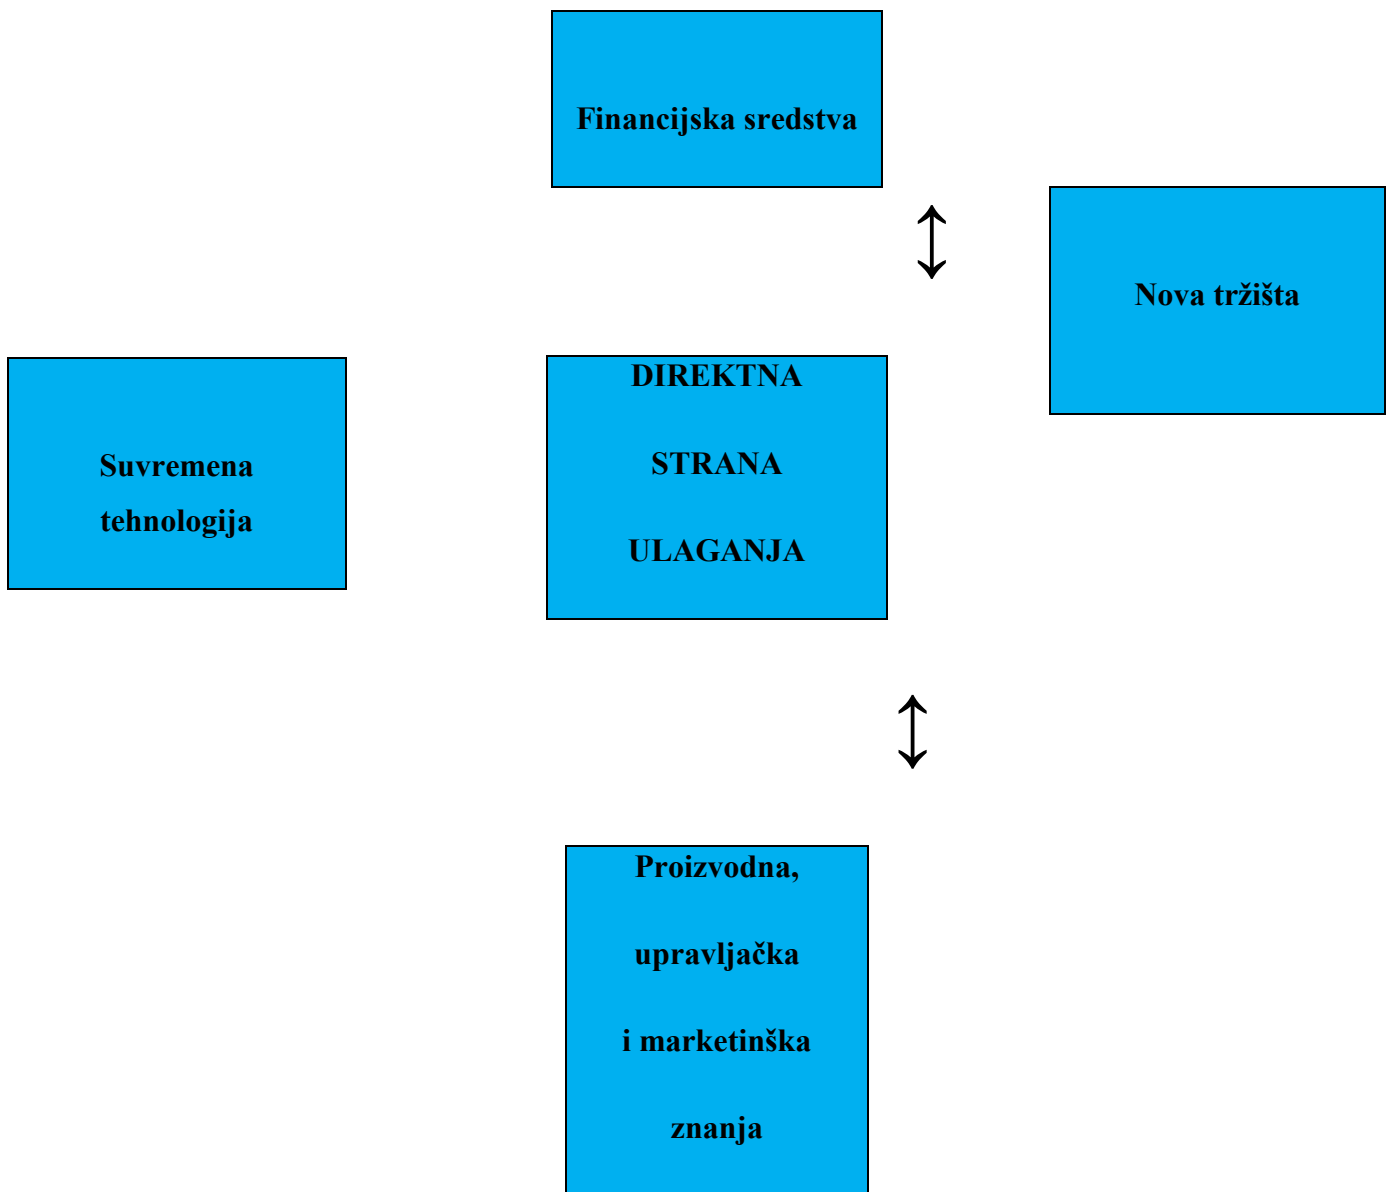 Financijska sredstva
Nova tržišta
Suvremena
tehnologija
DIREKTNA
STRANA
ULAGANJA
Proizvodna,
upravljačka
i marketinška
znanja